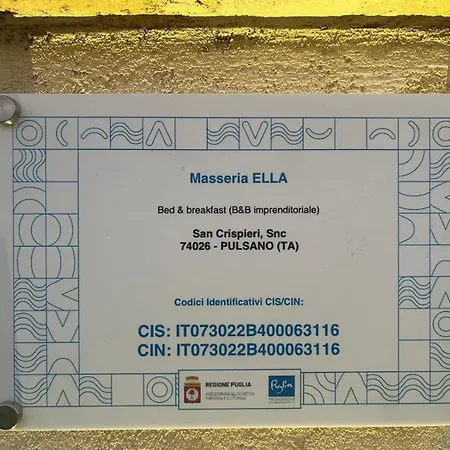 Masseria ELLA
Bed & breakfast (B&B imprenditoriale)
San Crispieri, Snc
74026 - PULSANO (TA)
Codici Identificativi CIS/CIN:
CIS: IT073022B400063116
CIN: IT073022B400063116
REGIONE PUGLIA
Puglia